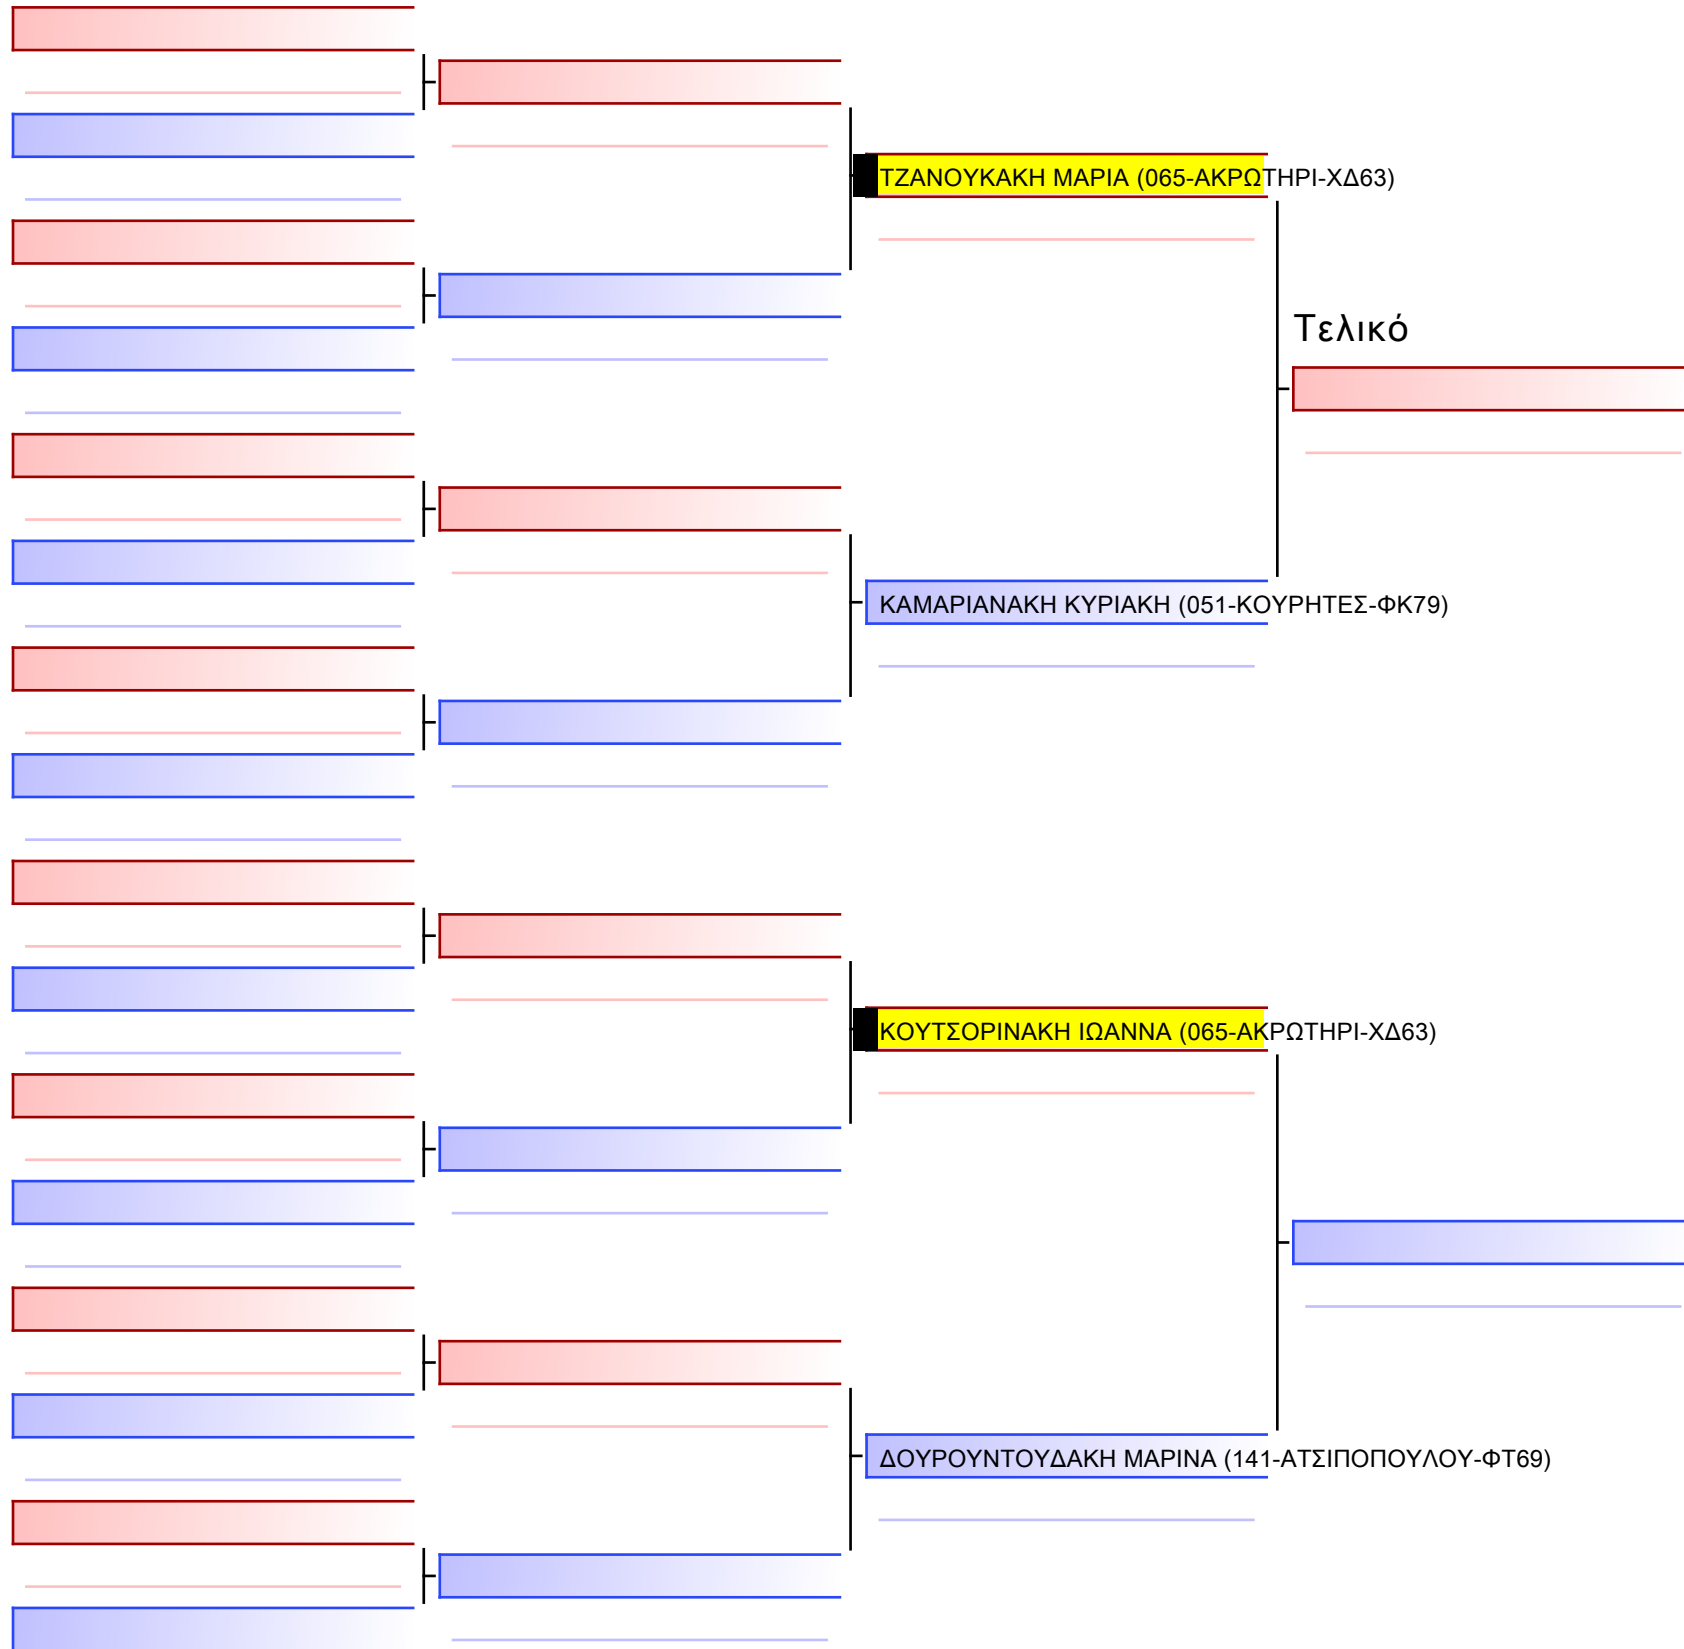 ΤΖΑΝΟΥΚΑΚΗ ΜΑΡΙΑ (065-ΑΚΡΩΤΗΡΙ-ΧΔ63)
Τελικό
ΚΑΜΑΡΙΑΝΑΚΗ ΚΥΡΙΑΚΗ (051-ΚΟΥΡΗΤΕΣ-ΦΚ79)
ΚΟΥΤΣΟΡΙΝΑΚΗ ΙΩΑΝΝΑ (065-ΑΚΡΩΤΗΡΙ-ΧΔ63)
ΔΟΥΡΟΥΝΤΟΥΔΑΚΗ ΜΑΡΙΝΑ (141-ΑΤΣΙΠΟΠΟΥΛΟΥ-ΦΤ69)